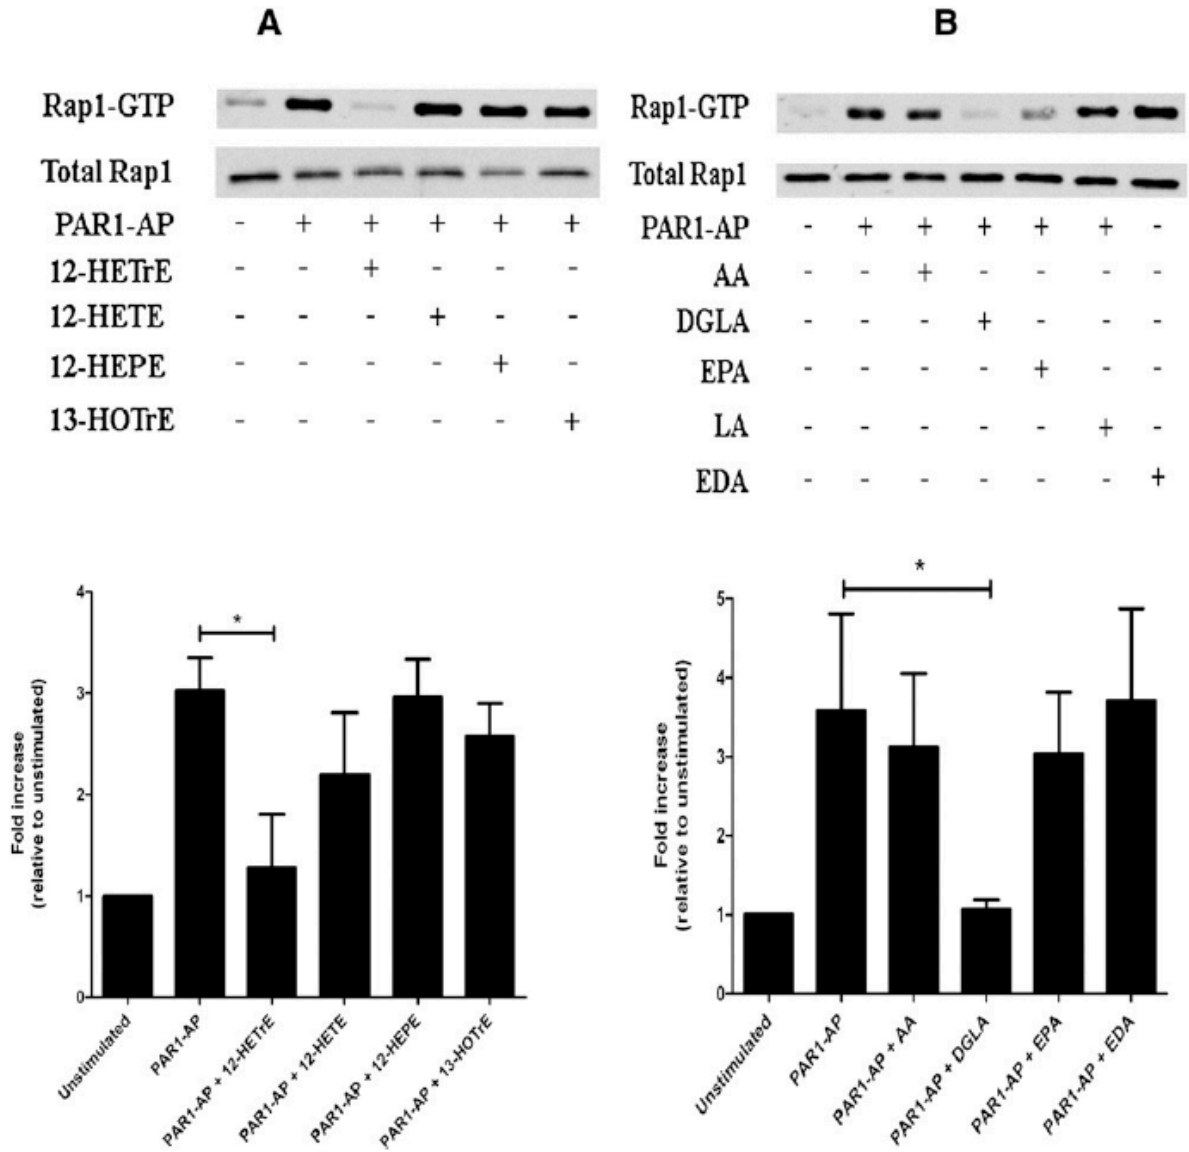 A
Rap1-GTP
Total Rap1
PAR1-AP - + + + + +
12-HETrE - - + - - -
12-HETE - - - + - -
12-HEPE - - - - + -
13-HOTrE - - - - - +
4
3
2
1
0
Fold increase
(relative to unstimulated)
*
Unstimulated
PAR1-AP
PAR1-AP + 12-HETrE
PAR1-AP + 12-HETE
PAR1-AP + 12-HEPE
PAR1-AP + 13-HOTrE
B
Rap1-GTP
Total Rap1
PAR1-AP - + + + + + -
AA - - + - - - -
DGLA - - - + - - -
EPA - - - - + - -
LA - - - - - + -
EDA - - - - - - +
5
4
3
2
1
0
Fold increase
(relative to unstimulated)
*
Unstimulated
PAR1-AP
PAR1-AP + AA
PAR1-AP + DGLA
PAR1-AP + EPA
PAR1-AP + EDA